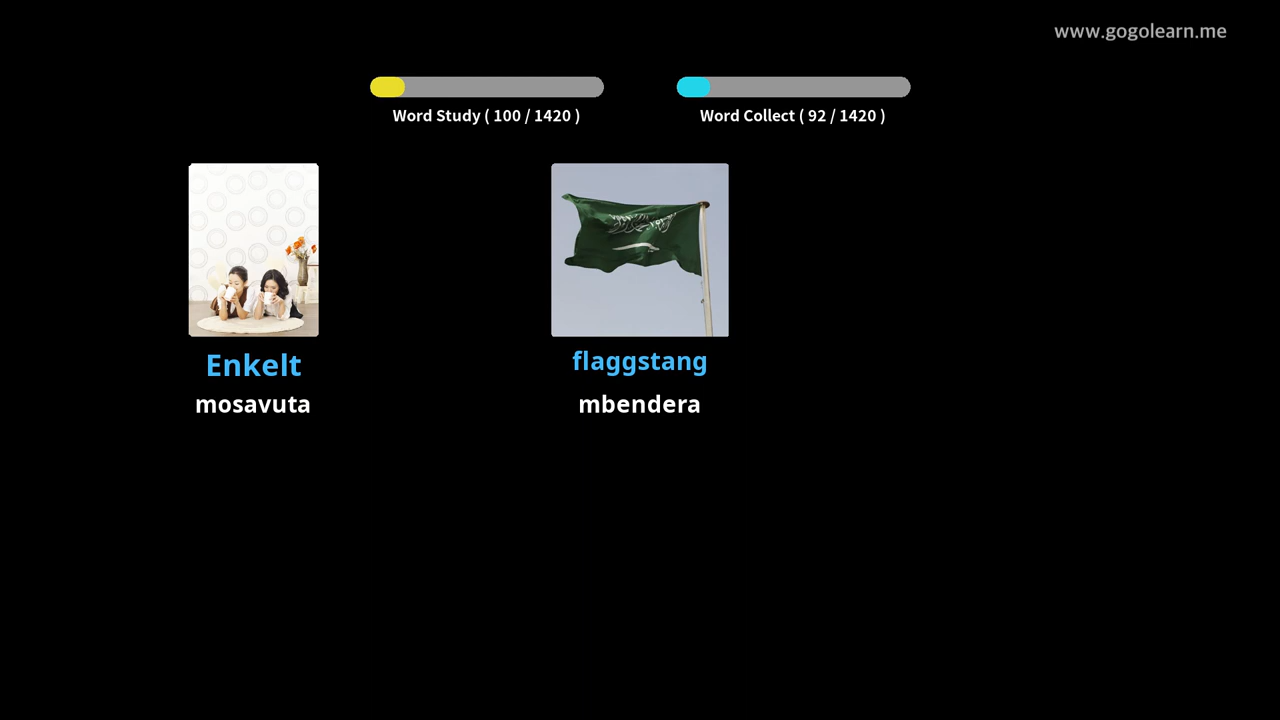 www.gogolearn.me
Word Study ( 100 / 1420 )
Word Collect ( 92 / 1420 )
Enkelt
mosavuta
flaggstang
mbendera